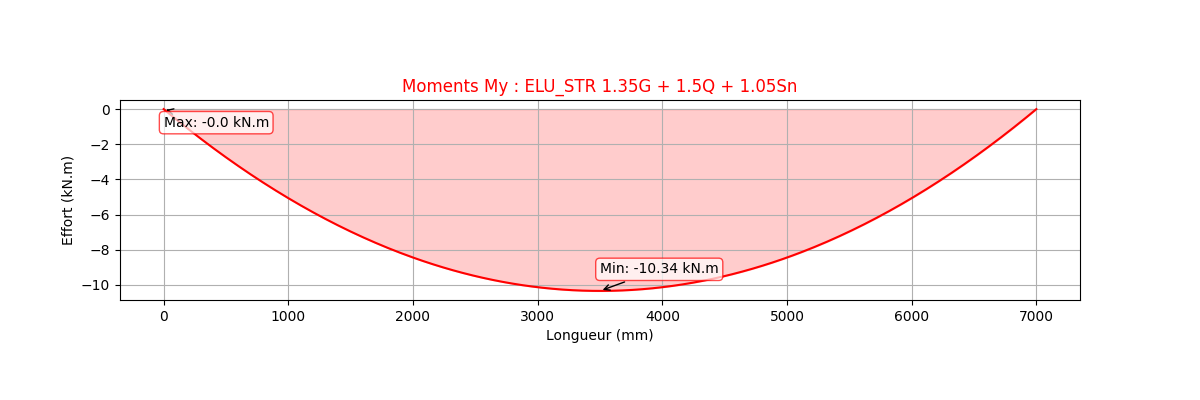 Moments My : ELU_STR 1.35G + 1.5Q + 1.05Sn
Effort (kN.m)
0
−2
−4
−6
−8
−10
Max: -0.0 kN.m
Min: -10.34 kN.m
0 1000 2000 3000 4000 5000 6000 7000
Longueur (mm)